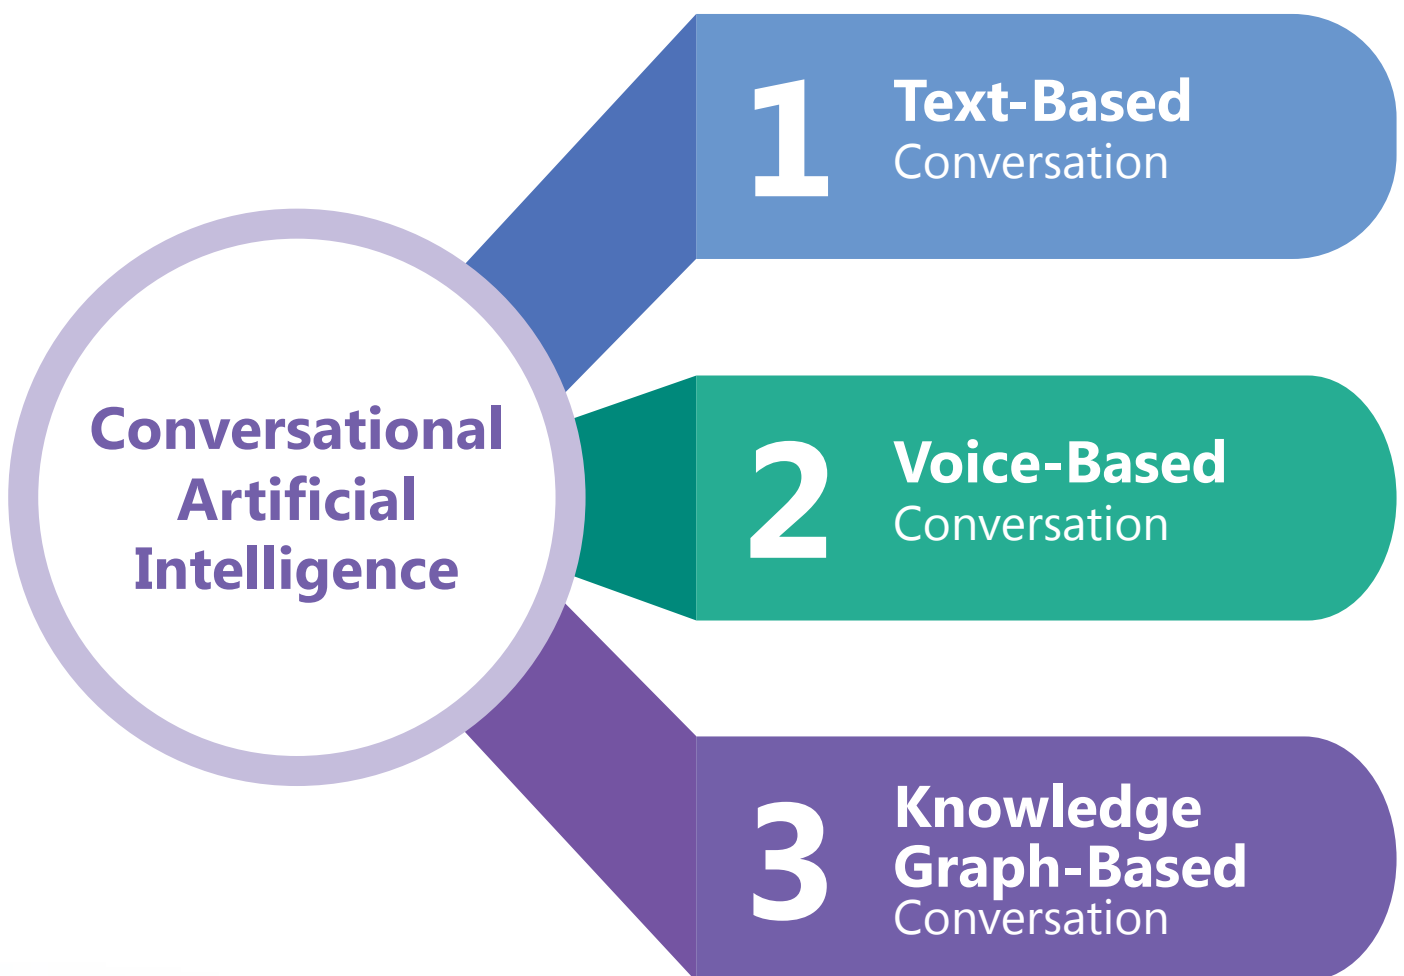 Conversational
Artificial
Intelligence
1
Text-Based
Conversation
2
Voice-Based
Conversation
3
Knowledge
Graph-Based
Conversation